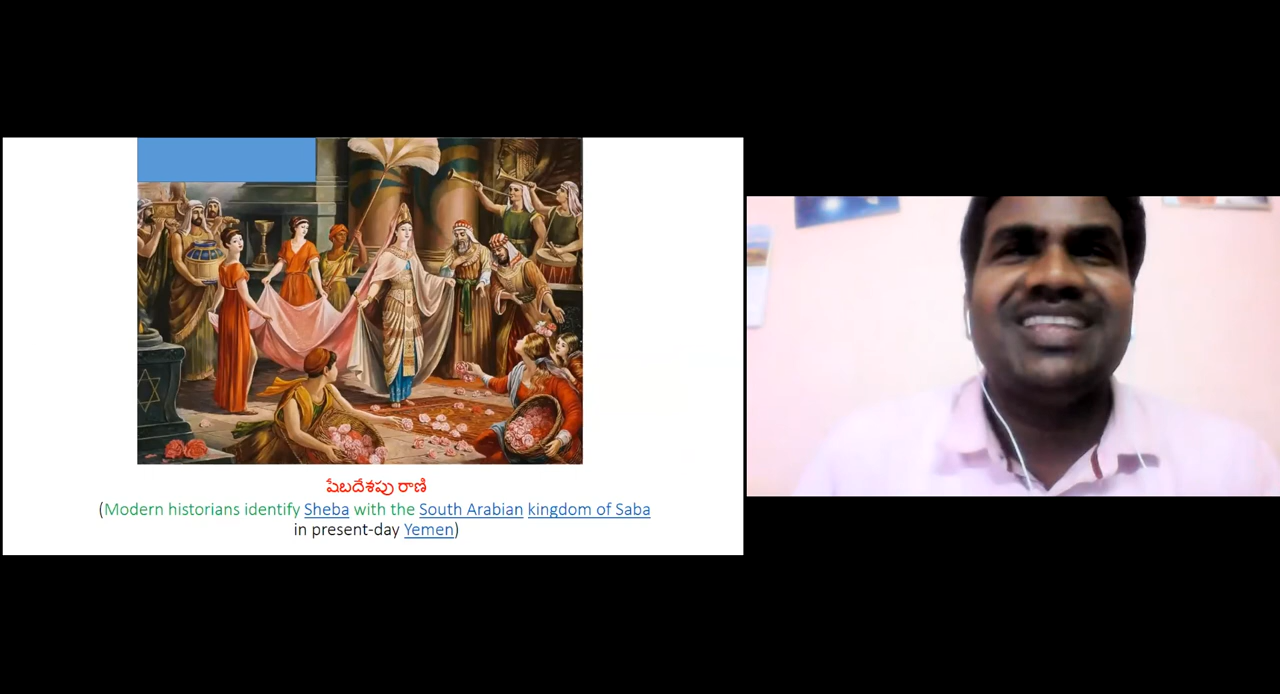 షేబదేశపు రాణి
(Modern historians identify Sheba with the South Arabian kingdom of Saba
in present-day Yemen)